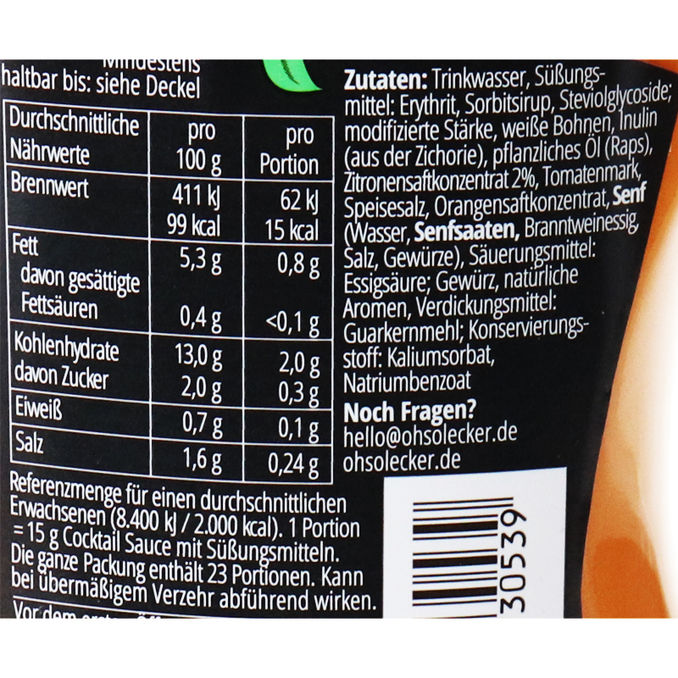 Mindestens
haltbar bis: siehe Deckel
Durchschnittliche Nährwerte pro 100 g pro Portion
Brennwert 411 kJ 62 kJ
99 kcal 15 kcal
Fett 5,3 g 0,8 g
davon gesättigte
Fettsäuren 0,4 g <0,1 g
Kohlenhydrate 13,0 g 2,0 g
davon Zucker 2,0 g 0,3 g
Eiweiß 0,7 g 0,1 g
Salz 1,6 g 0,24 g
Referenzmenge für einen durchschnittlichen
Erwachsenen (8.400 kJ / 2.000 kcal). 1 Portion
= 15 g Cocktail Sauce mit Süßungsmitteln.
Die ganze Packung enthält 23 Portionen. Kann
bei übermäßigem Verzehr abführend wirken.
Vor dem ersten
Zutaten: Trinkwasser, Süßungs-
mittel: Erythrit, Sorbitsirup, Steviolglycoside;
modifizierte Stärke, weiße Bohnen, Inulin
(aus der Zichorie), pflanzliches Öl (Raps),
Zitronensaftkonzentrat 2%, Tomatenmark,
Speisesalz, Orangensaftkonzentrat, Senf
(Wasser, Senfsaaten, Branntweinessig,
Salz, Gewürze), Säuerungsmittel:
Essigsäure; Gewürz, natürliche
Aromen, Verdickungsmittel:
Guarkernmehl; Konservierungs-
stoff: Kaliumsorbat,
Natriumbenzoat
Noch Fragen?
hello@ohsolecker.de
ohsolecker.de
30539